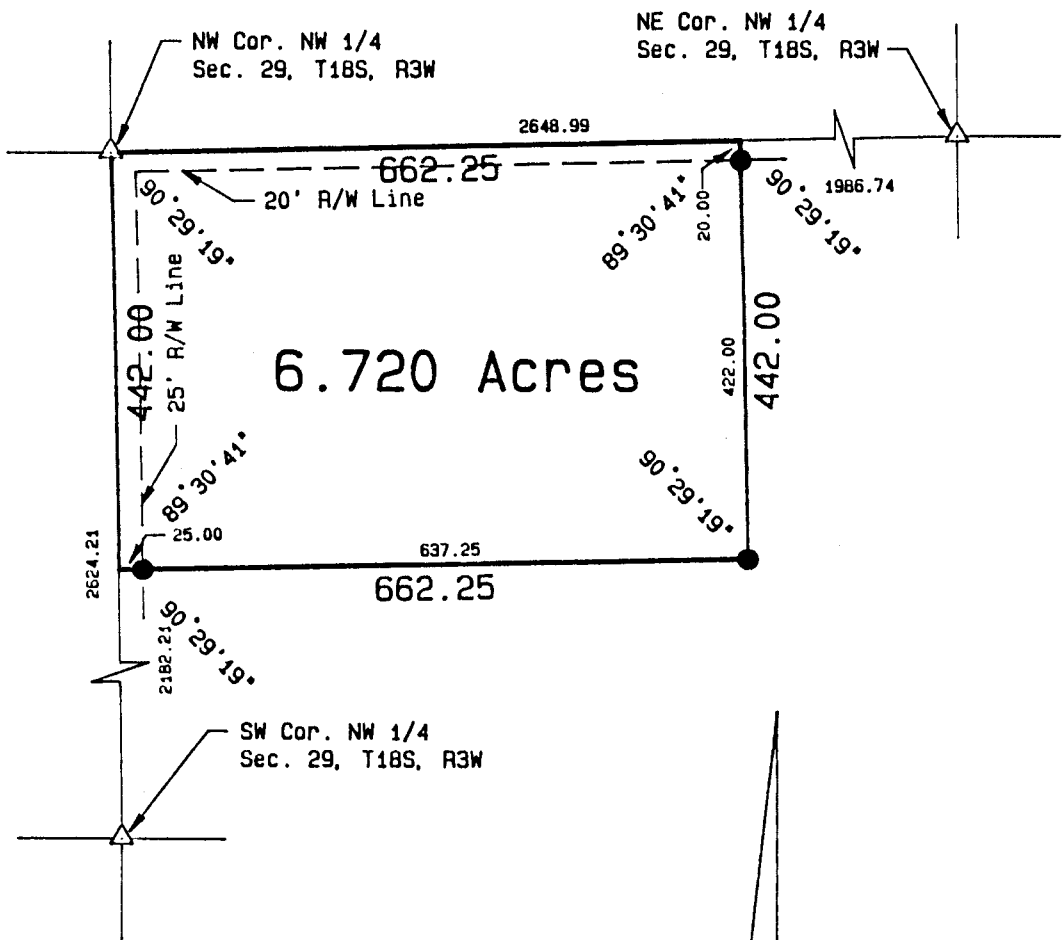 NW Cor. NW 1/4
Sec. 29, T18S, R3W
NE Cor. NW 1/4
Sec. 29, T18S, R3W
2648.99
662.25
20' R/W Line
1986.74
90°29'19"
89°30'41"
20.00
90°29'19"
442.00
25' R/W Line
6.720 Acres
422.00
442.00
89°30'41"
90°29'19"
25.00
637.25
662.25
2624.21
90°29'19"
2182.21
SW Cor. NW 1/4
Sec. 29, T18S, R3W